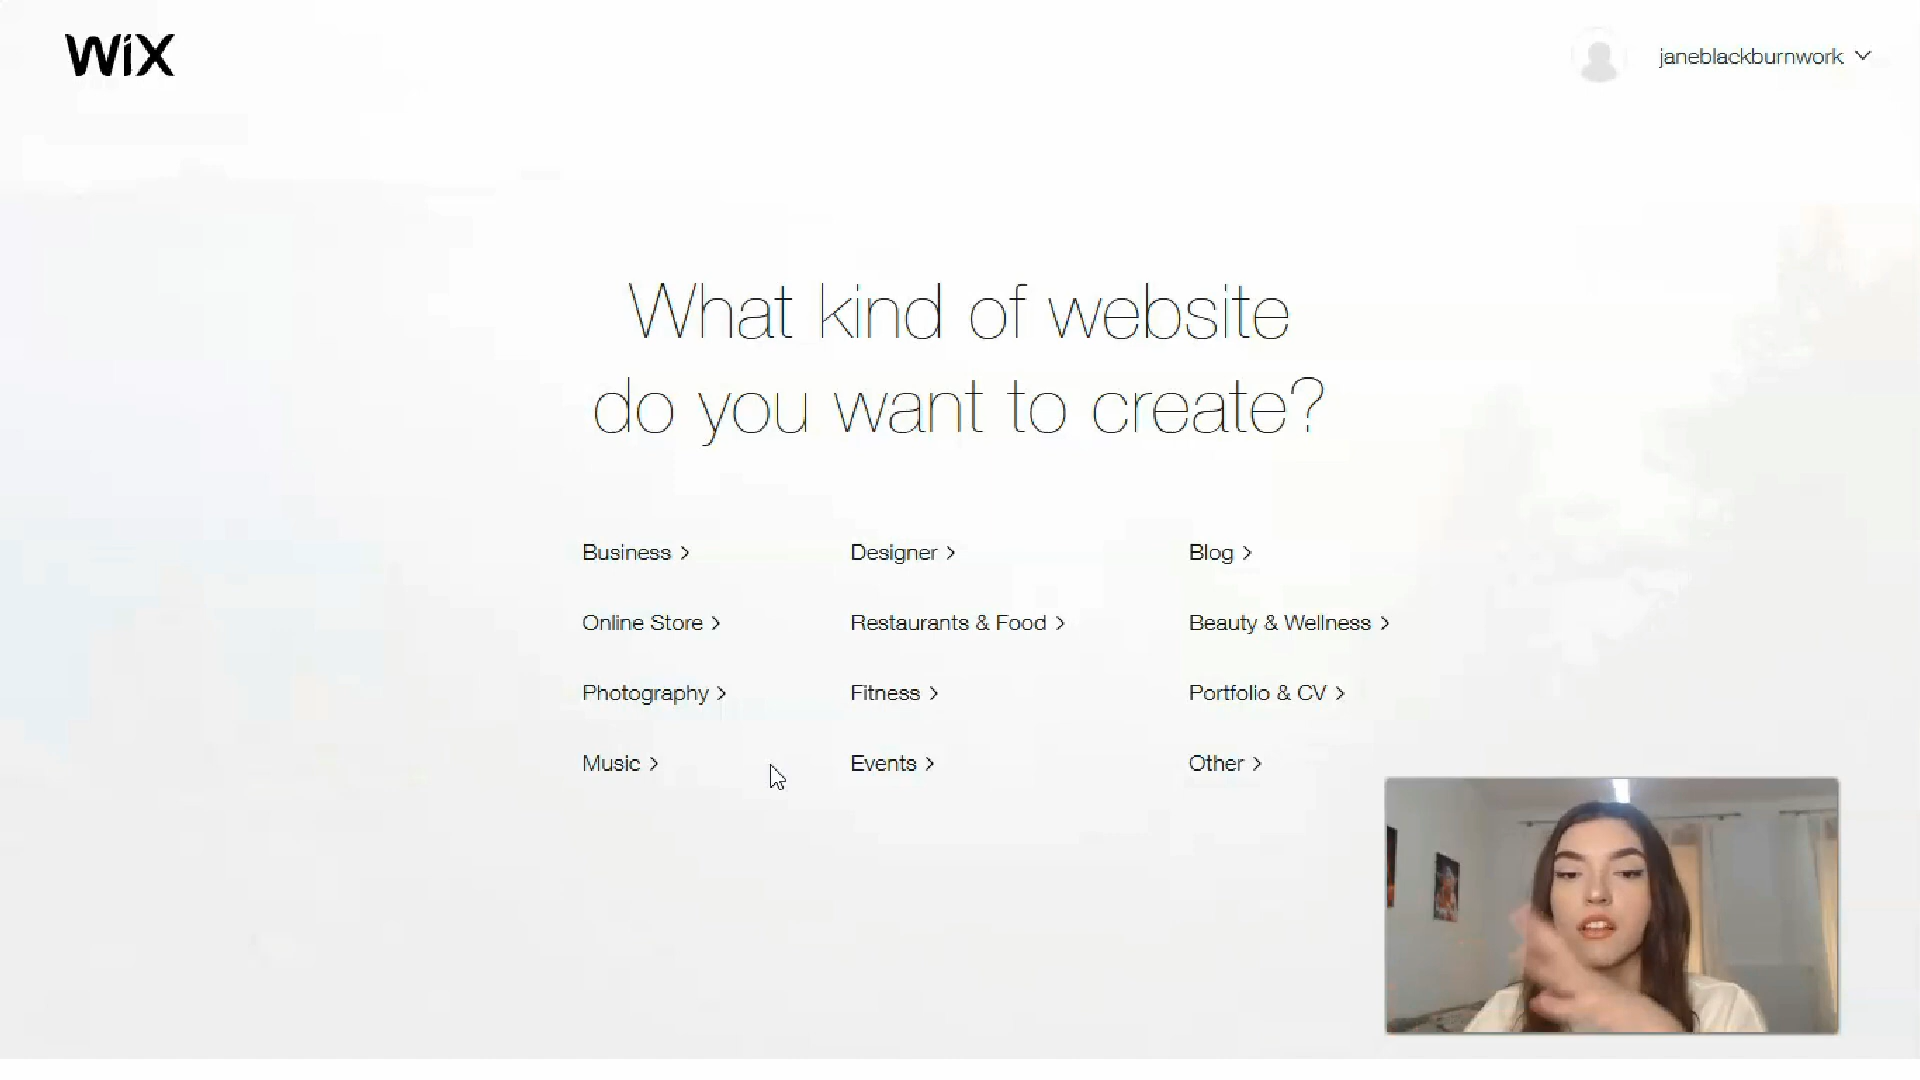 WiX
janeblackburnwork
What kind of website
do you want to create?
Business >
Designer >
Blog >
Online Store >
Restaurants & Food >
Beauty & Wellness >
Photography >
Fitness >
Portfolio & CV >
Music >
Events >
Other >